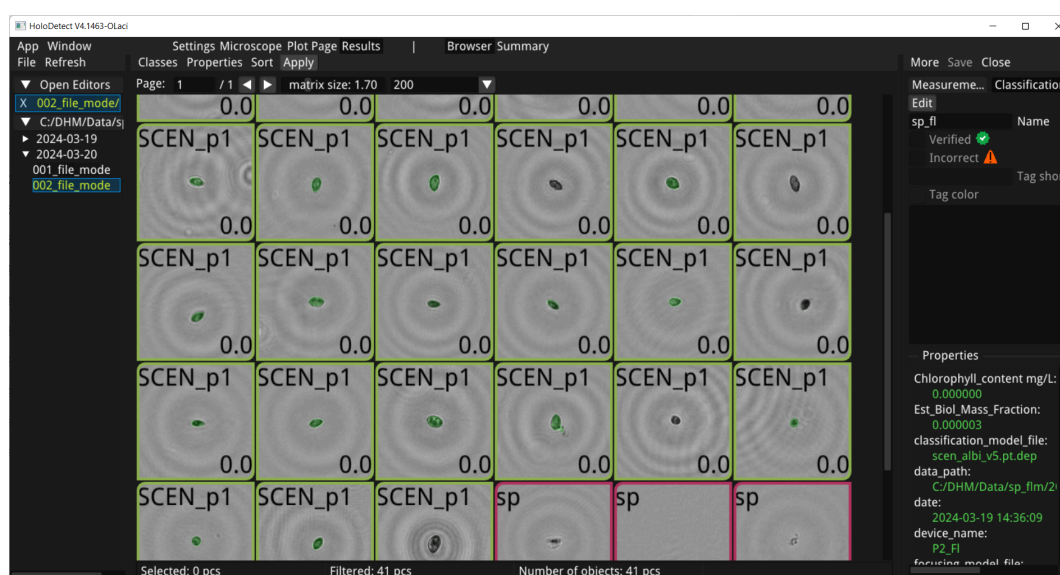 HoloDetect V4.1463-OLaci
App Window Settings Microscope Plot Page Results | Browser Summary
File Refresh Classes Properties Sort Apply More Save Close
Open Editors Page: 1 / 1 matrix size: 1.70 200 Measureme... Classificatio
X 002_file_mode/ 0.0 0.0 0.0 0.0 0.0 0.0 Edit
C:/DHM/Data/s sp_fl Name
2024-03-19 SCEN_p1 SCEN_p1 SCEN_p1 SCEN_p1 SCEN_p1 SCEN_p1 Verified
2024-03-20 Incorrect
001_file_mode Tag shor
002_file_mode Tag color
0.0 0.0 0.0 0.0 0.0 0.0
SCEN_p1 SCEN_p1 SCEN_p1 SCEN_p1 SCEN_p1 SCEN_p1
0.0 0.0 0.0 0.0 0.0 0.0
Properties
SCEN_p1 SCEN_p1 SCEN_p1 SCEN_p1 SCEN_p1 SCEN_p1
Chlorophyll_content mg/L:
0.000000
Est_Biol_Mass_Fraction:
0.000003
classification_model_file:
scen_albi_v5.pt.dep
0.0 0.0 0.0 0.0 0.0 0.0
data_path:
C:/DHM/Data/sp_flm/2
SCEN_p1 SCEN_p1 SCEN_p1 sp sp sp
date:
2024-03-19 14:36:09
device_name:
P2_Fl
focusing_model_file:
Selected: 0 pcs Filtered: 41 pcs Number of objects: 41 pcs